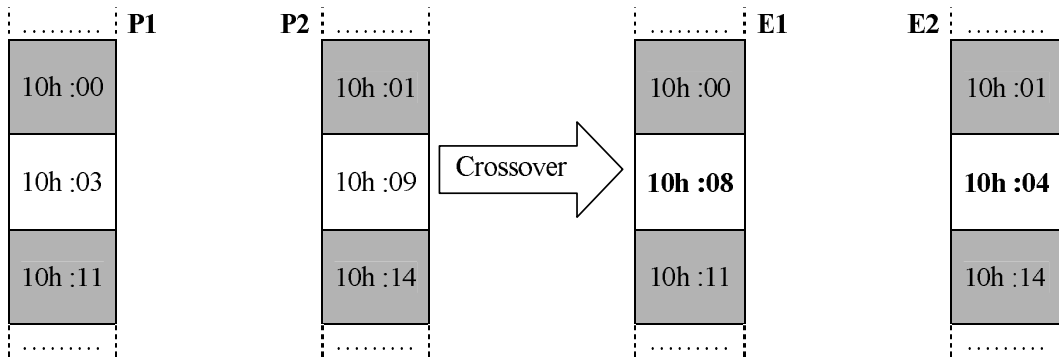 ......... P1
10h :00
10h :03
10h :11
.........
P2 .........
10h :01
10h :09
10h :14
.........
Crossover
......... E1
10h :00
10h :08
10h :11
.........
E2 .........
10h :01
10h :04
10h :14
.........